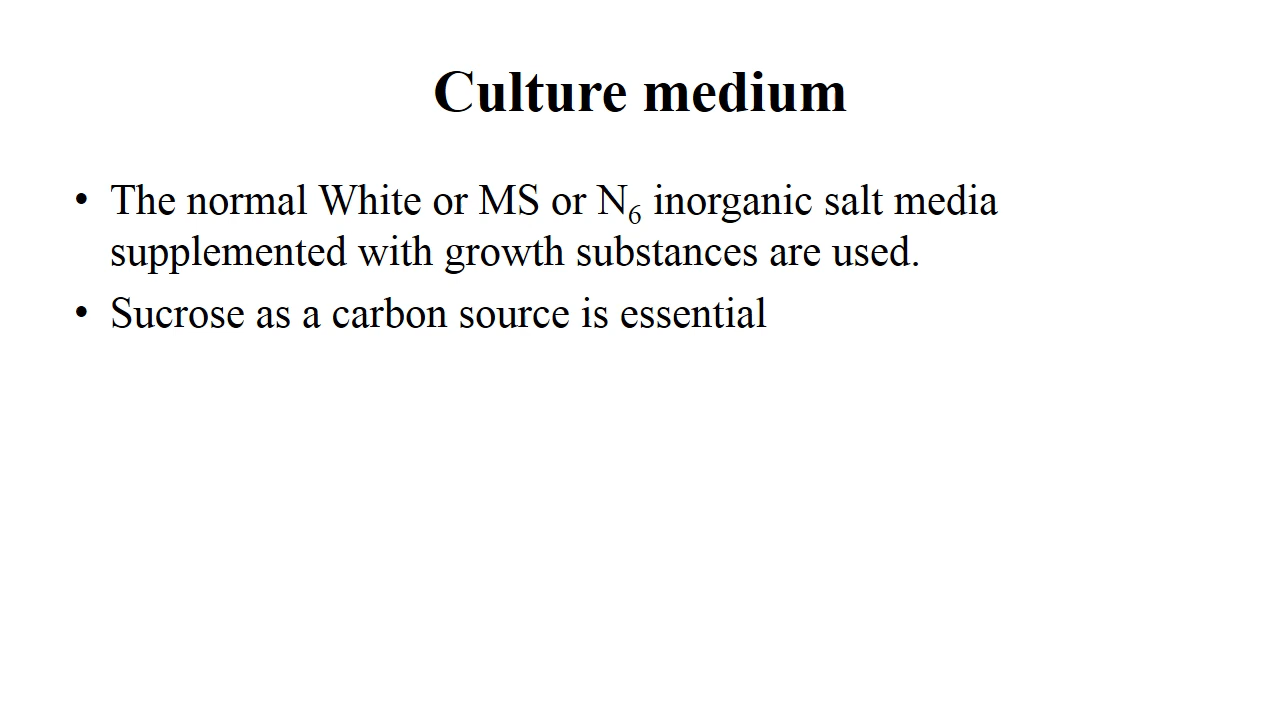 Culture medium
• The normal White or MS or N₆ inorganic salt media
supplemented with growth substances are used.
• Sucrose as a carbon source is essential